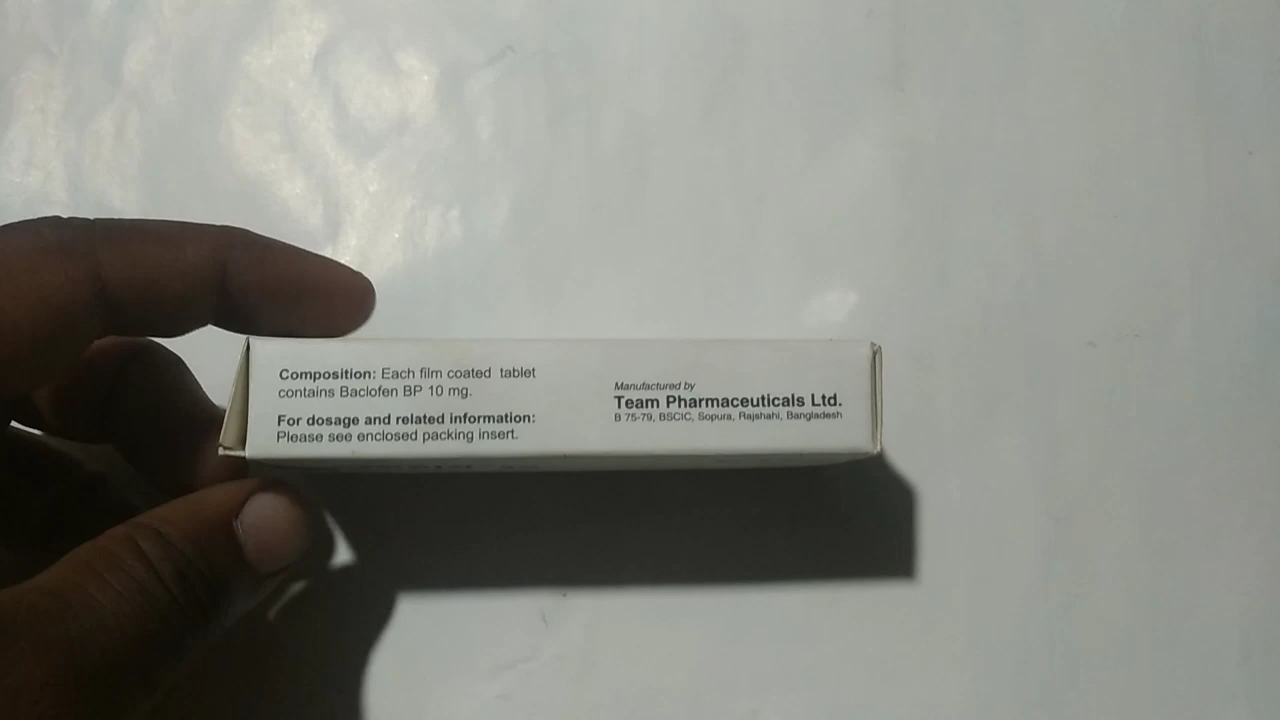 Composition: Each film coated tablet
contains Baclofen BP 10 mg.
For dosage and related information:
Please see enclosed packing insert.
Manufactured by
Team Pharmaceuticals Ltd.
B 75-79, BSCIC, Sopura, Rajshahi, Bangladesh